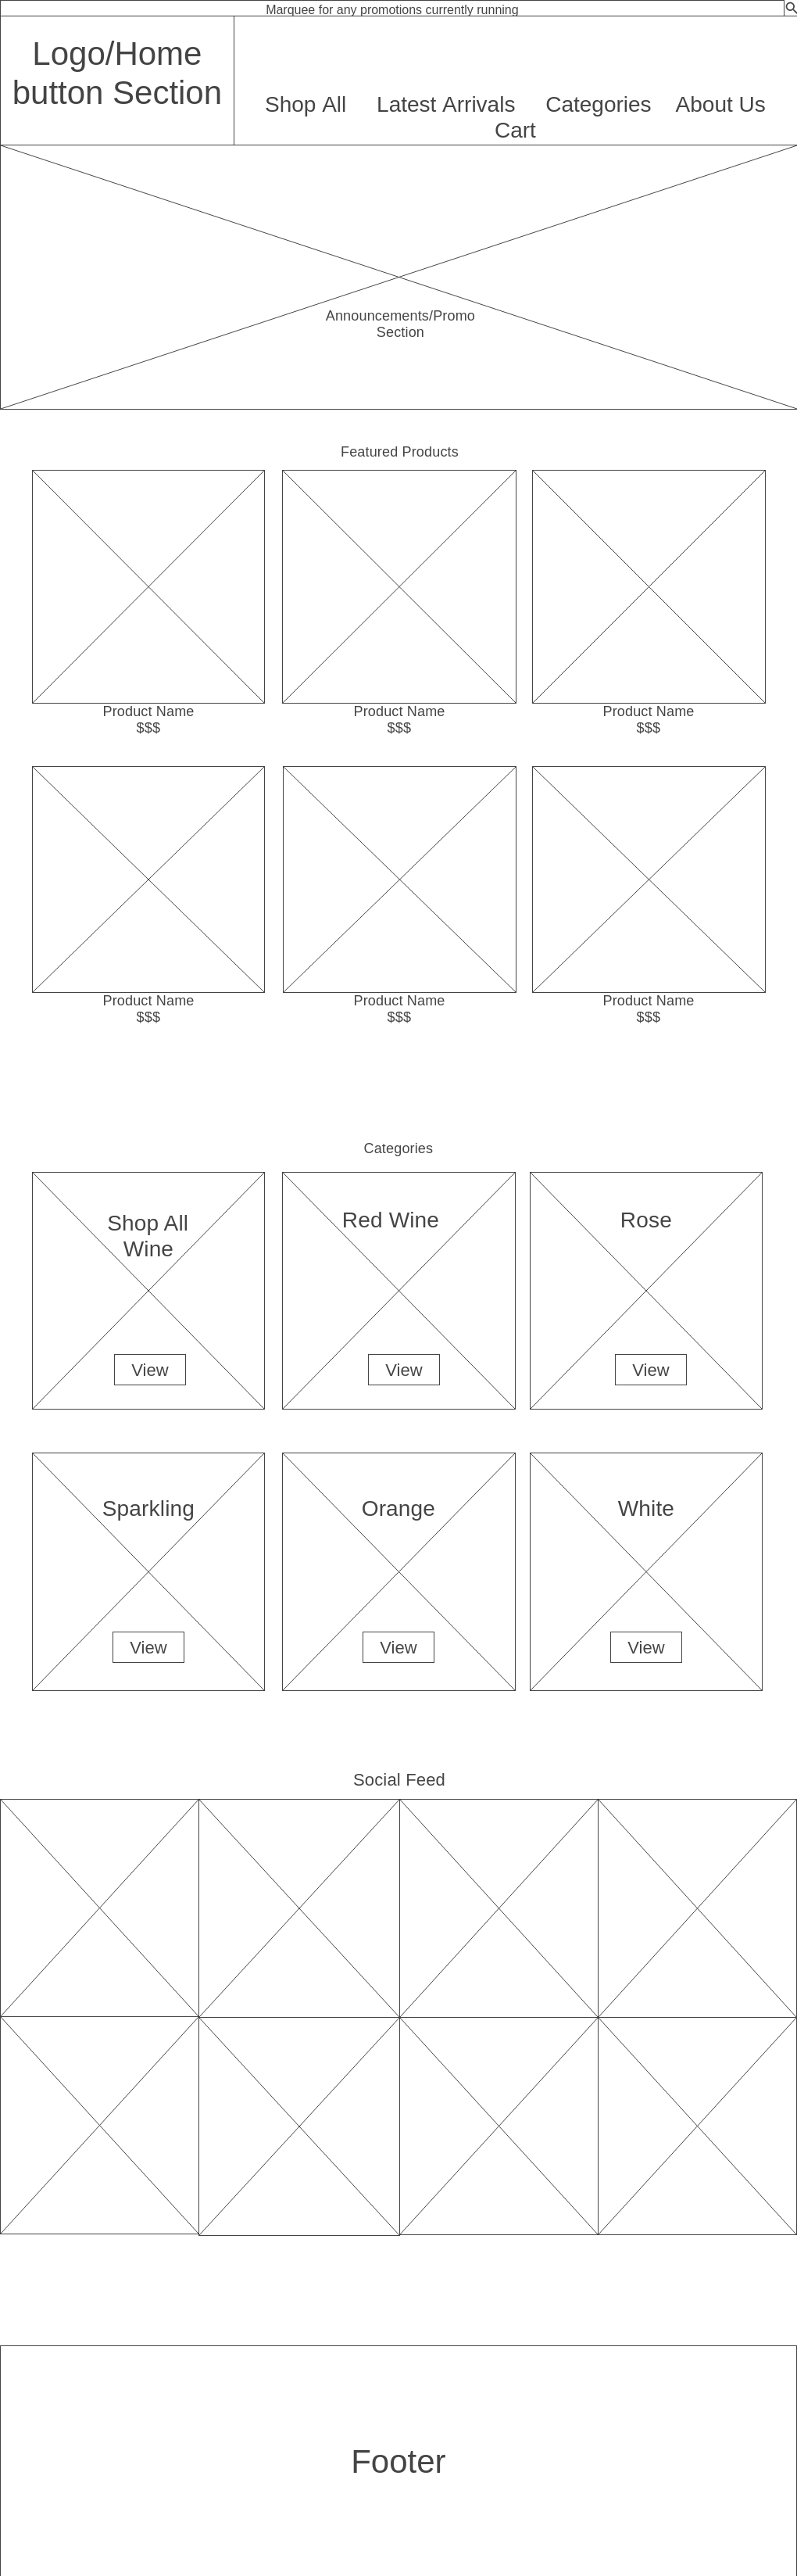 Marquee for any promotions currently running
Logo/Home
button Section
Shop All Latest Arrivals Categories About Us
Cart
Announcements/Promo
Section
Featured Products
Product Name Product Name Product Name
$$$ $$$ $$$
Product Name Product Name Product Name
$$$ $$$ $$$
Categories
Shop All
Wine
Red Wine
Rose
View View View
Sparkling Orange White
View View View
Social Feed
Footer